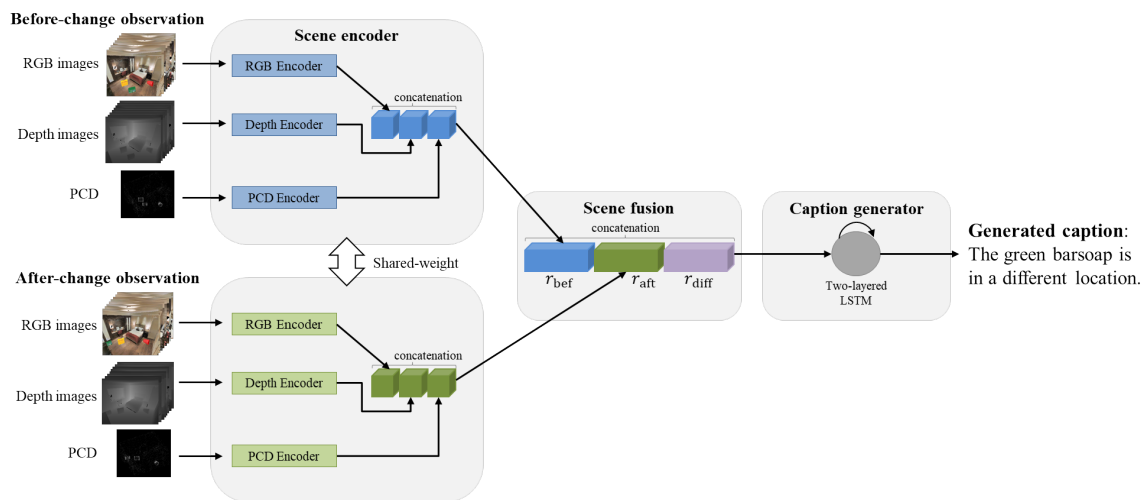 Before-change observation
RGB images
Depth images
PCD
Scene encoder
RGB Encoder
Depth Encoder
PCD Encoder
concatenation
Shared-weight
After-change observation
RGB images
Depth images
PCD
RGB Encoder
Depth Encoder
PCD Encoder
concatenation
Scene fusion
concatenation
r_bef
r_aft
r_diff
Caption generator
Two-layered
LSTM
Generated caption:
The green barsoap is
in a different location.